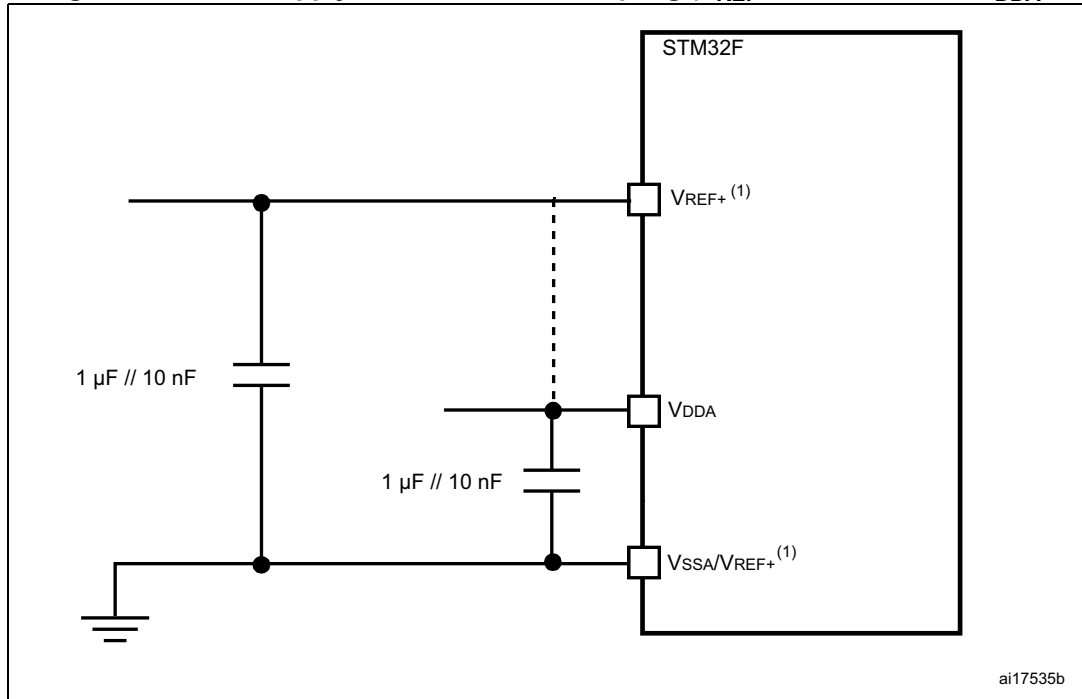 STM32F
VREF+ (1)
1 µF // 10 nF
VDDA
1 µF // 10 nF
VSSA/VREF+ (1)
ai17535b